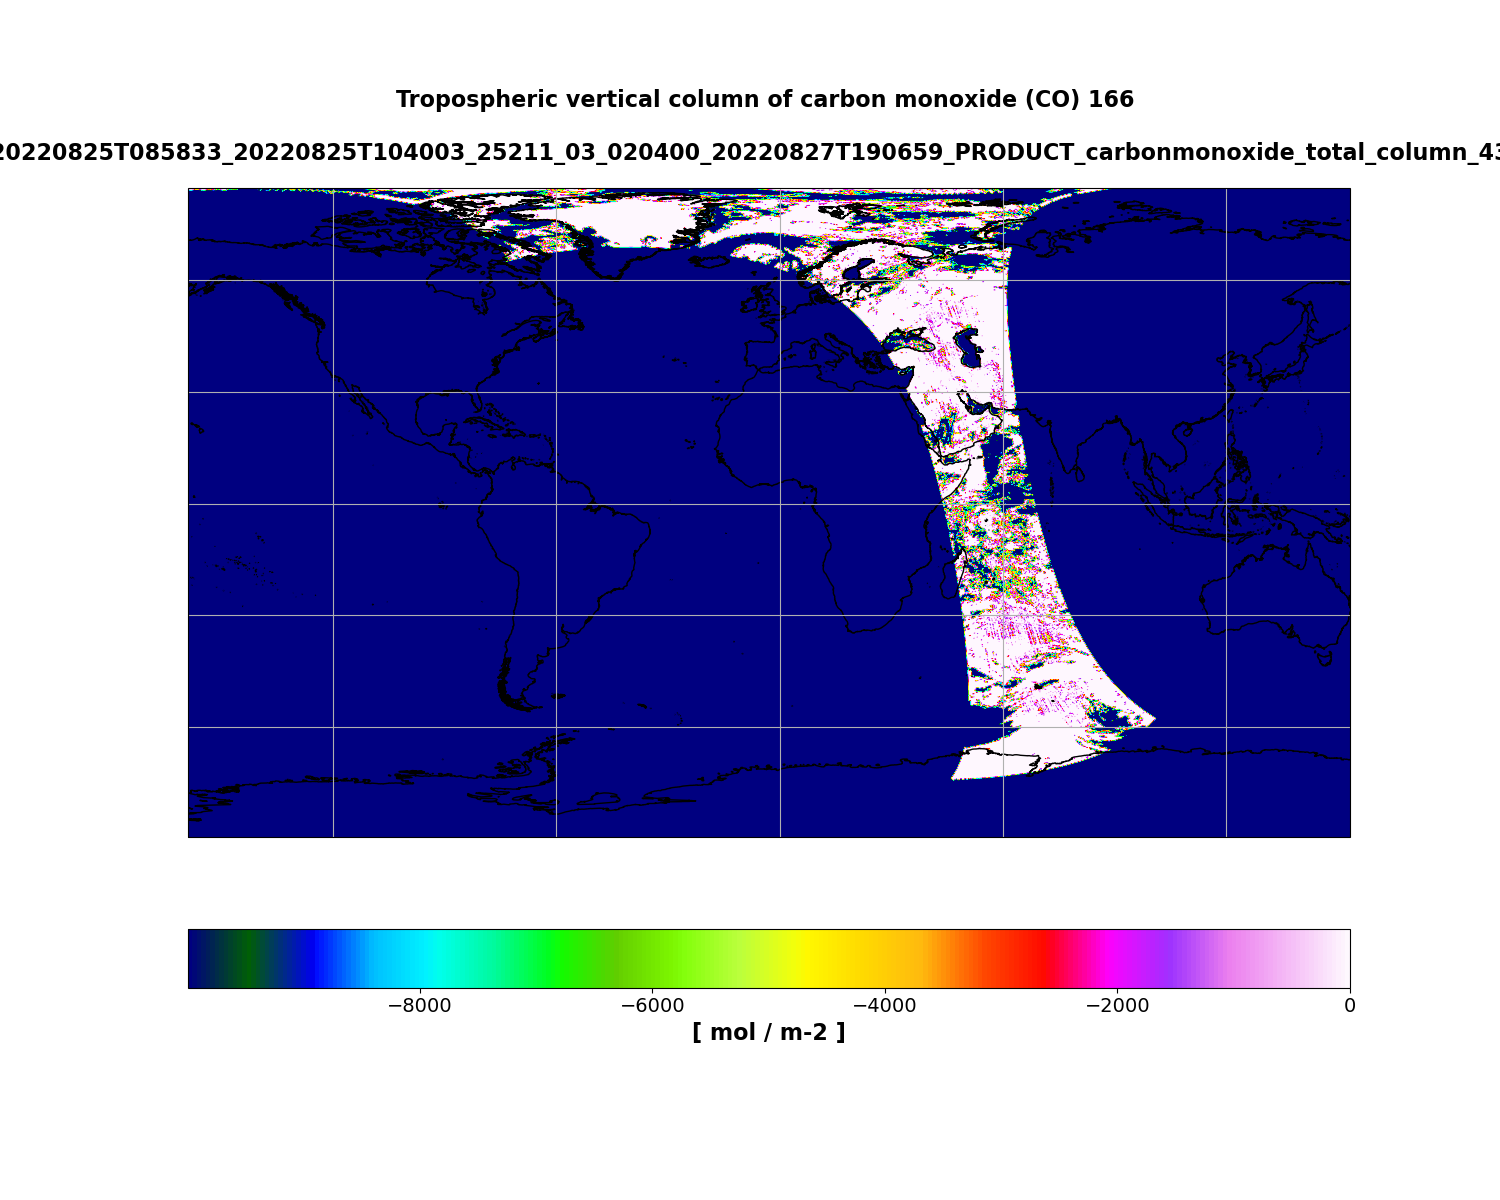 Tropospheric vertical column of carbon monoxide (CO) 166
20220825T085833_20220825T104003_25211_03_020400_20220827T190659_PRODUCT_carbonmonoxide_total_column_43
−8000 −6000 −4000 −2000 0
[ mol / m-2 ]